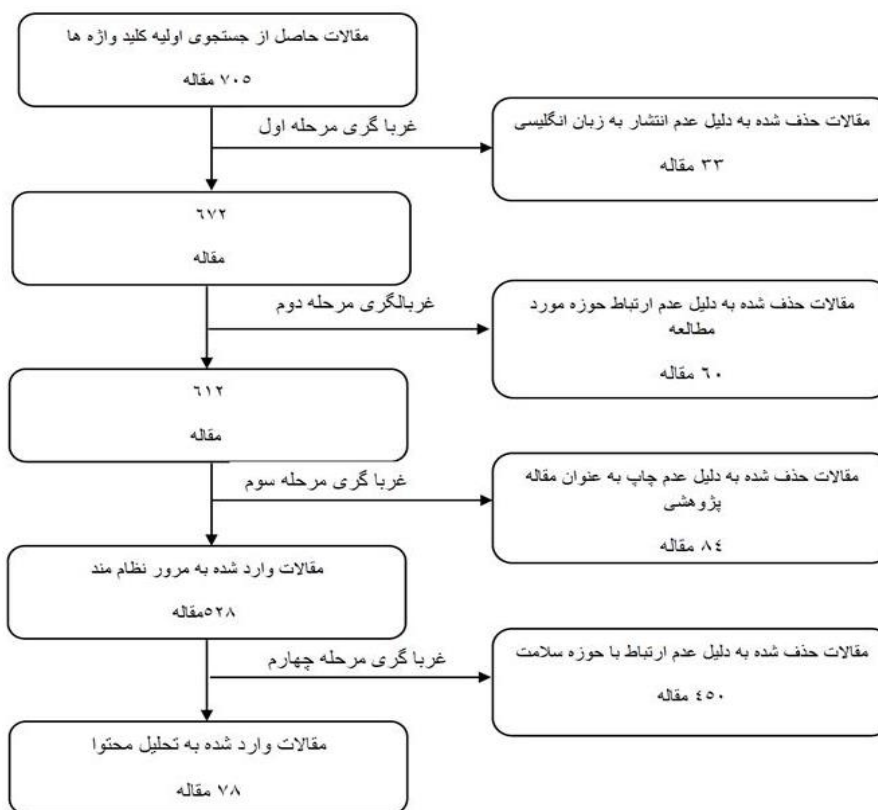 مقالات حاصل از جستجوی اولیه کلید واژه ها
٧٠٥ مقاله
غربا گری مرحله اول
مقالات حذف شده به دلیل عدم انتشار به زبان انگلیسی
٣٣ مقاله
٦٧٢
مقاله
غربالگری مرحله دوم
مقالات حذف شده به دلیل عدم ارتباط حوزه مورد
مطالعه
٦٠ مقاله
٦١٢
مقاله
غربا گری مرحله سوم
مقالات حذف شده به دلیل عدم چاپ به عنوان مقاله
پژوهشی
٨٤ مقاله
مقالات وارد شده به مرور نظام مند
٥٢٨مقاله
غربا گری مرحله چهارم
مقالات حذف شده به دلیل عدم ارتباط با حوزه سلامت
٤٥٠ مقاله
مقالات وارد شده به تحلیل محتوا
٧٨ مقاله